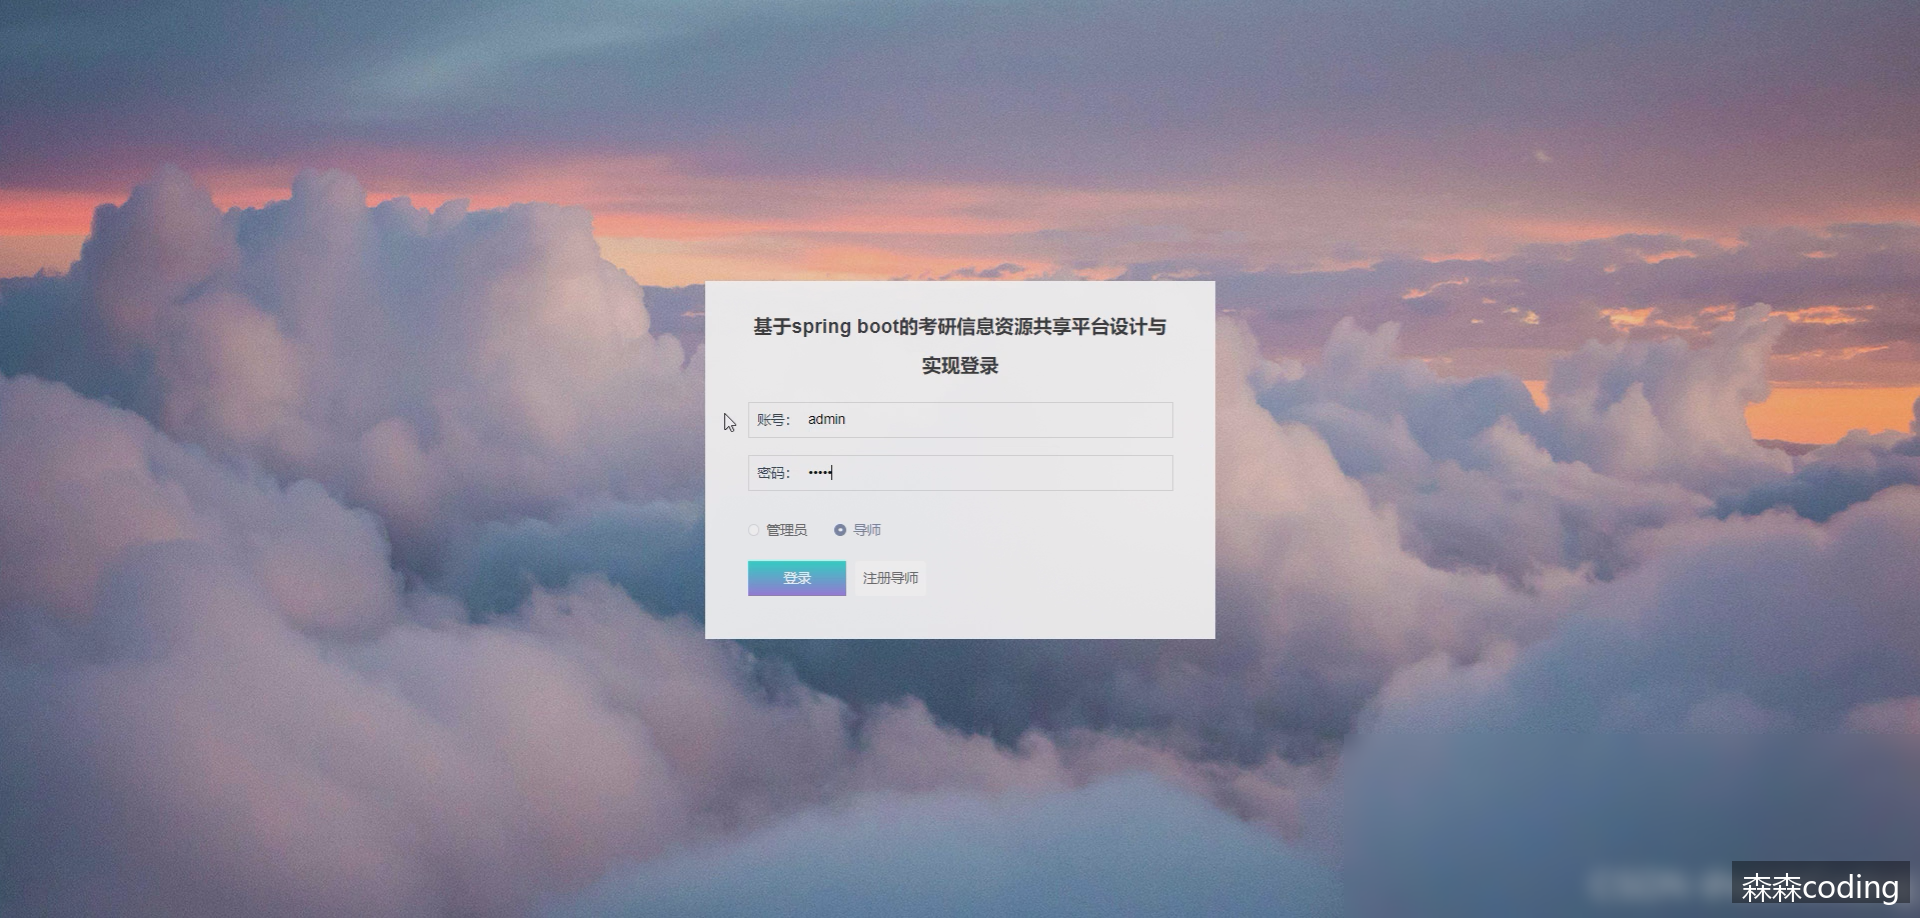 基于spring boot的考研信息资源共享平台设计与
实现登录
账号： admin
密码： •••••
管理员 导师
登录 注册导师
森森coding